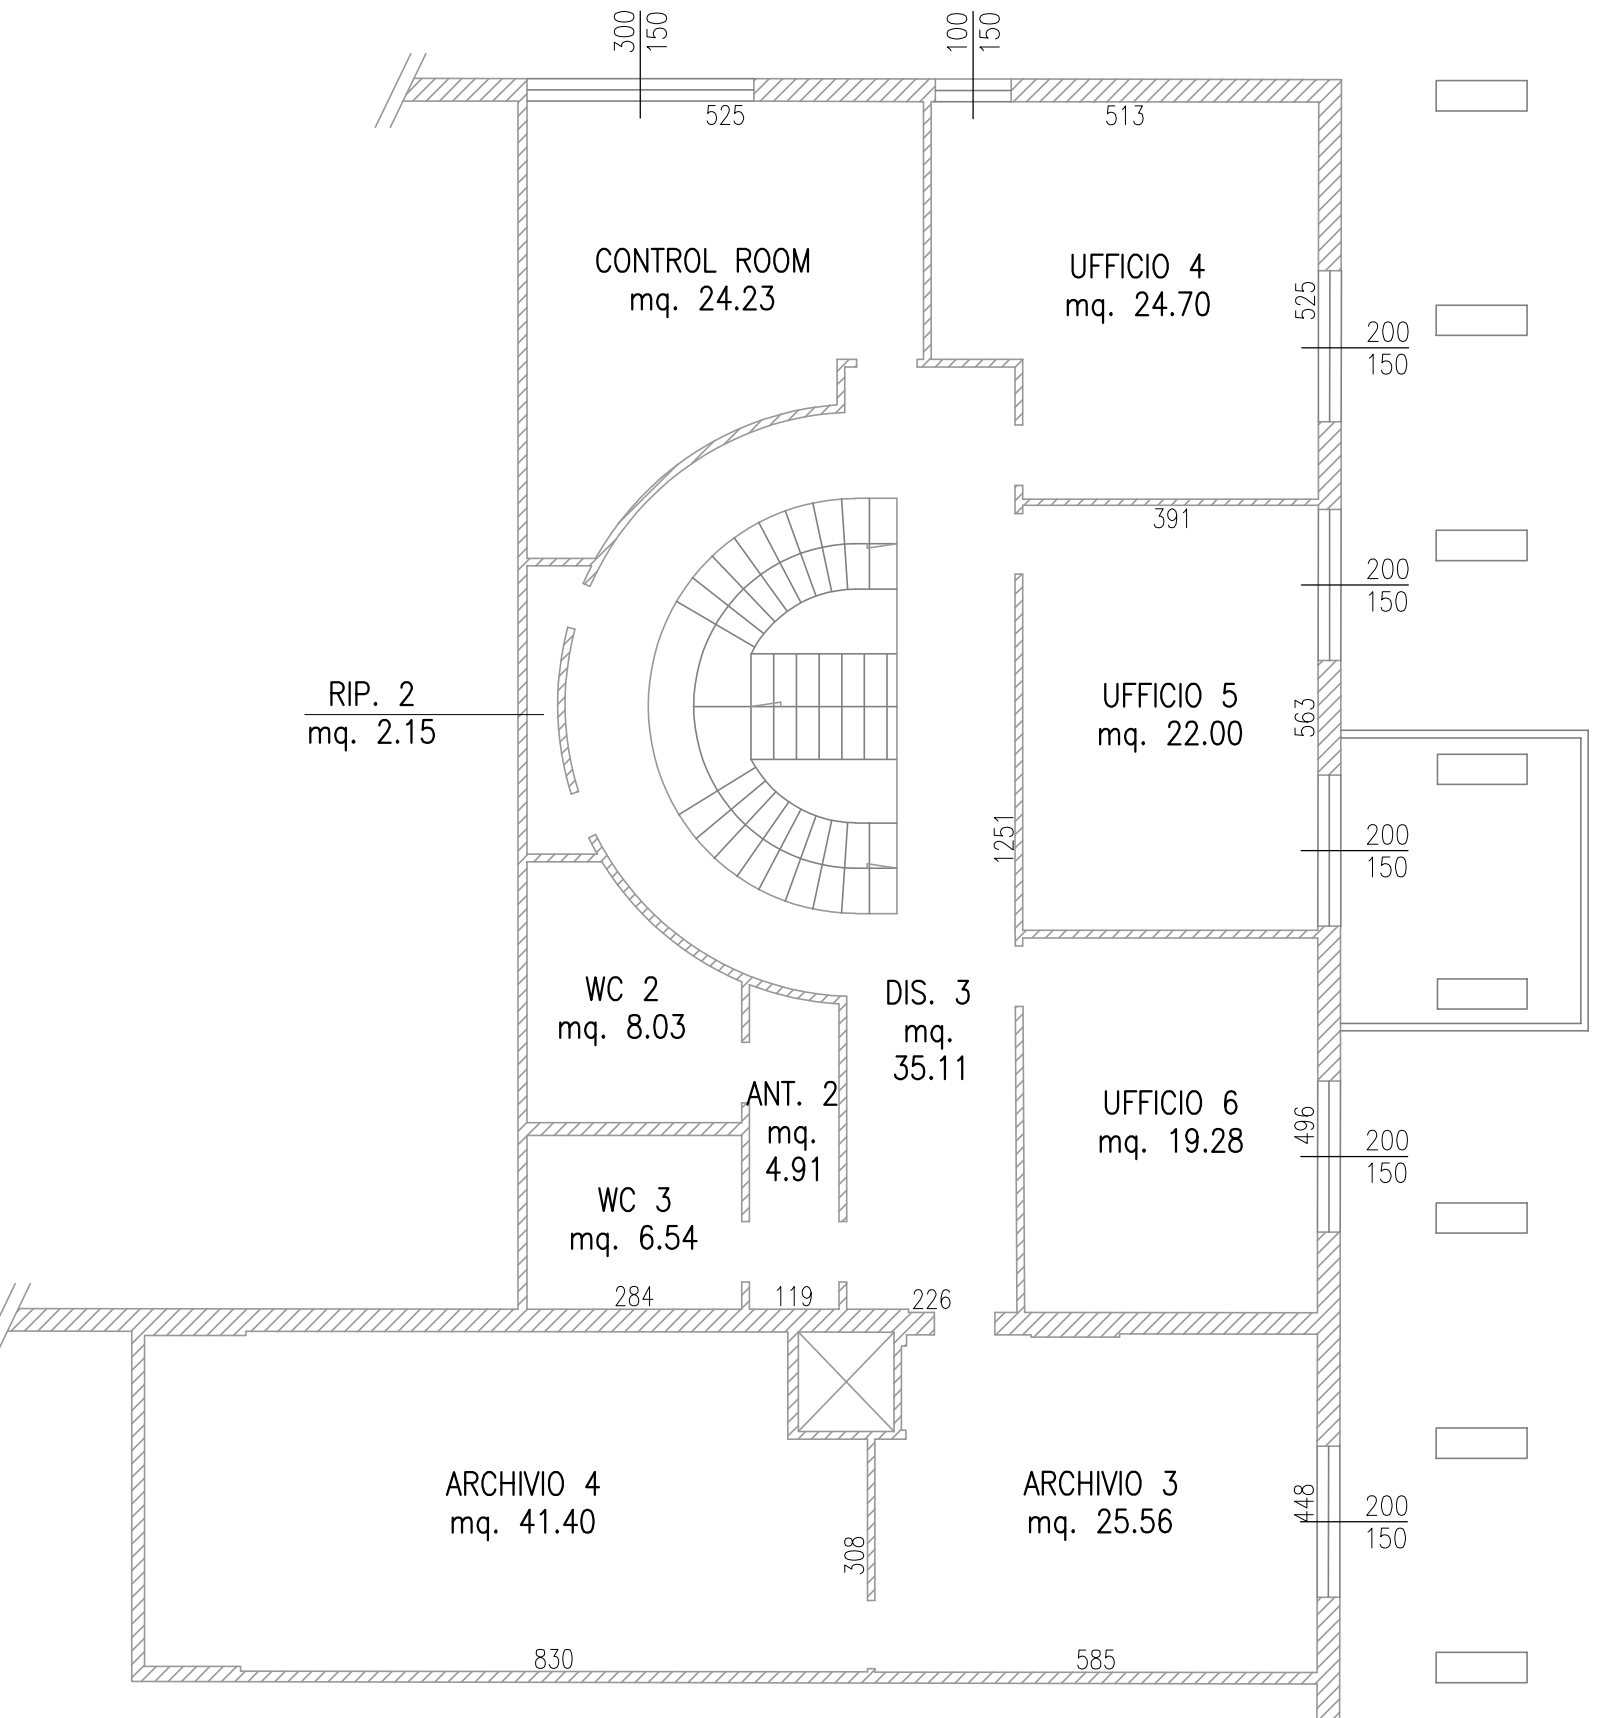 300
150
100
150
525
513
CONTROL ROOM
mq. 24.23
UFFICIO 4
mq. 24.70
525
200
150
391
200
150
RIP. 2
mq. 2.15
UFFICIO 5
mq. 22.00
563
1251
200
150
WC 2
mq. 8.03
DIS. 3
mq.
35.11
ANT. 2
mq.
4.91
UFFICIO 6
mq. 19.28
496
200
150
WC 3
mq. 6.54
284
119
226
ARCHIVIO 4
mq. 41.40
ARCHIVIO 3
mq. 25.56
448
200
150
308
830
585